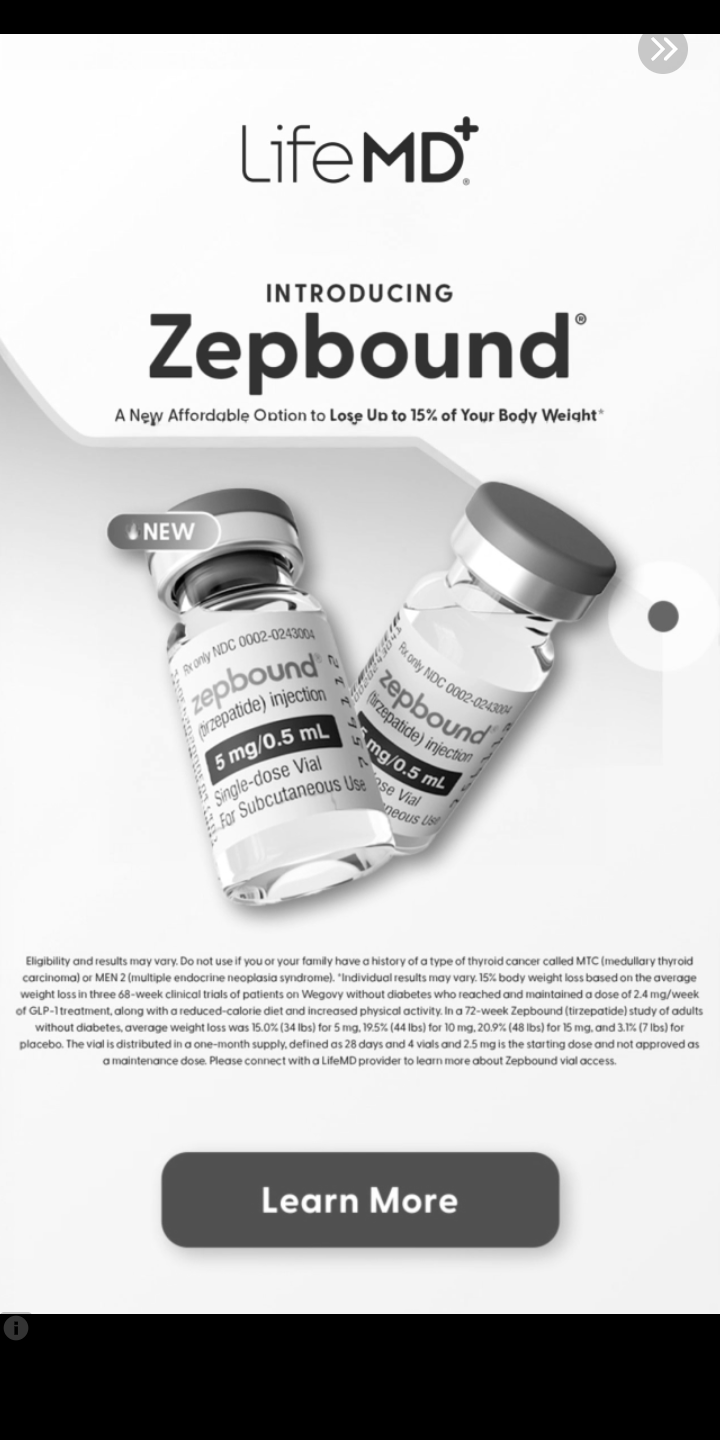 LifeMD+®
INTRODUCING
Zepbound®
A New Affordable Option to Lose Up to 15% of Your Body Weight*
NEW
Rx only NDC 0002-0243004
zepbound®
(tirzepatide) injection
5 mg/0.5 mL
Single-dose Vial
For Subcutaneous Use
Rx only NDC 0002-0243004
zepbound®
(tirzepatide) injection
mg/0.5 mL
Vial
Use
Eligibility and results may vary. Do not use if you or your family have a history of a type of thyroid cancer called MTC (medullary thyroid
carcinoma) or MEN 2 (multiple endocrine neoplasia syndrome). *Individual results may vary. 15% body weight loss based on the average
weight loss in three 68-week clinical trials of patients on Wegovy without diabetes who reached and maintained a dose of 2.4 mg/week
of GLP-1 treatment, along with a reduced-calorie diet and increased physical activity. In a 72-week Zepbound (tirzepatide) study of adults
without diabetes, average weight loss was 15.0% (34 lbs) for 5 mg, 19.5% (44 lbs) for 10 mg, 20.9% (48 lbs) for 15 mg, and 3.1% (7 lbs) for
placebo. The vial is distributed in a one-month supply, defined as 28 days and 4 vials and 2.5 mg is the starting dose and not approved as
a maintenance dose. Please connect with a LifeMD provider to learn more about Zepbound vial access.
Learn More